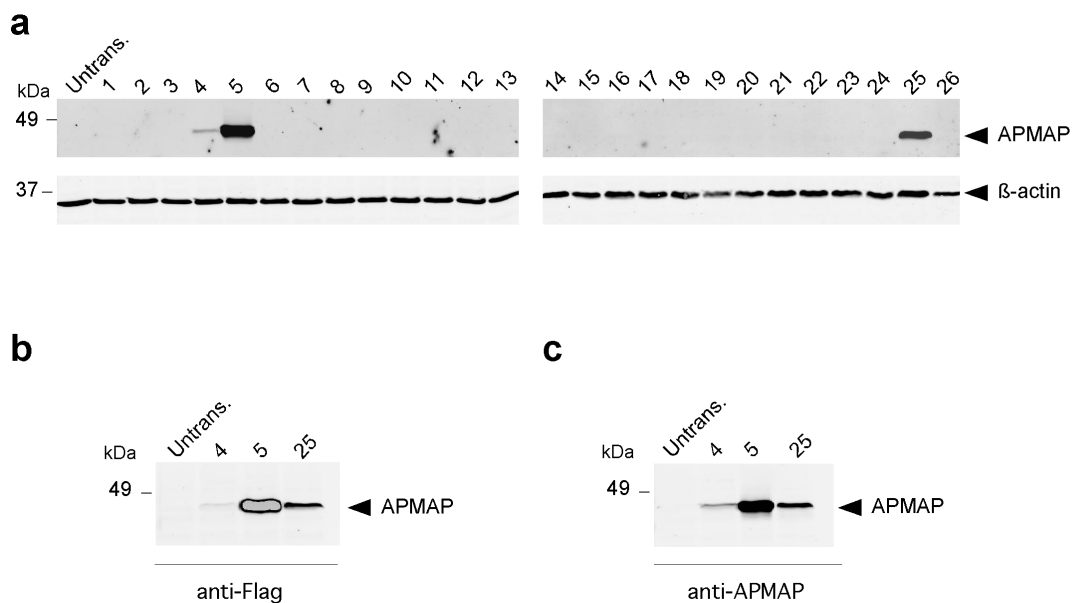 a
Untrans. 1 2 3 4 5 6 7 8 9 10 11 12 13 14 15 16 17 18 19 20 21 22 23 24 25 26
kDa
49
APMAP
37
ß-actin
b
c
Untrans. 4 5 25
kDa
49
APMAP
anti-Flag
Untrans. 4 5 25
kDa
49
APMAP
anti-APMAP